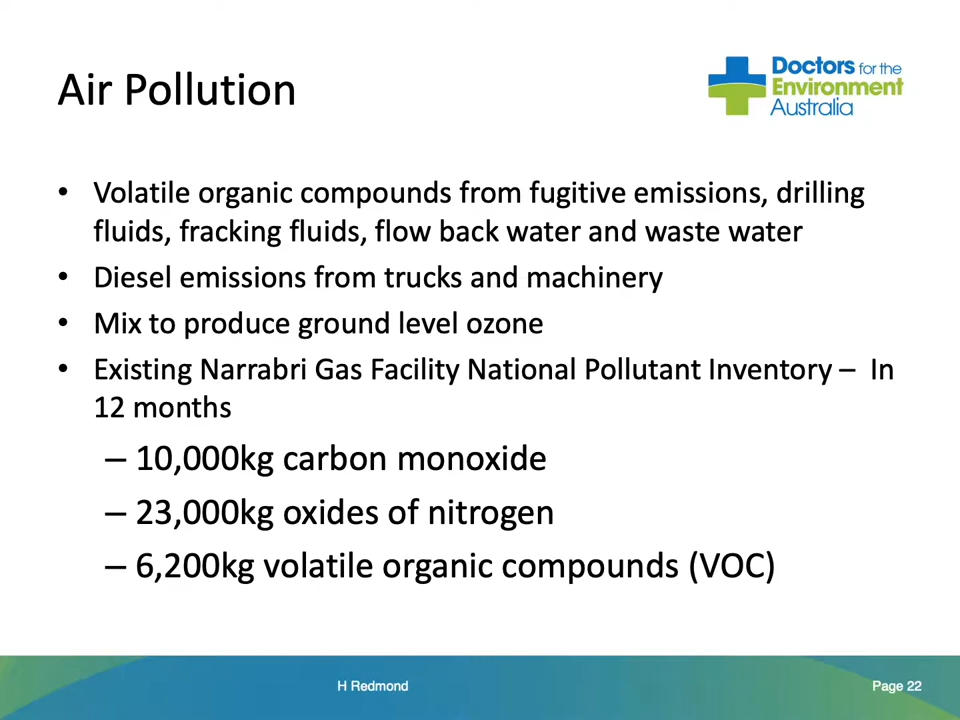 Air Pollution
Doctors for the
Environment
Australia
• Volatile organic compounds from fugitive emissions, drilling
fluids, fracking fluids, flow back water and waste water
• Diesel emissions from trucks and machinery
• Mix to produce ground level ozone
• Existing Narrabri Gas Facility National Pollutant Inventory – In
12 months
– 10,000kg carbon monoxide
– 23,000kg oxides of nitrogen
– 6,200kg volatile organic compounds (VOC)
H Redmond
Page 22